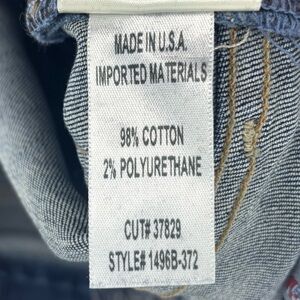 MADE IN U.S.A.
IMPORTED MATERIALS
98% COTTON
2% POLYURETHANE
CUT# 37829
STYLE# 1496B-372